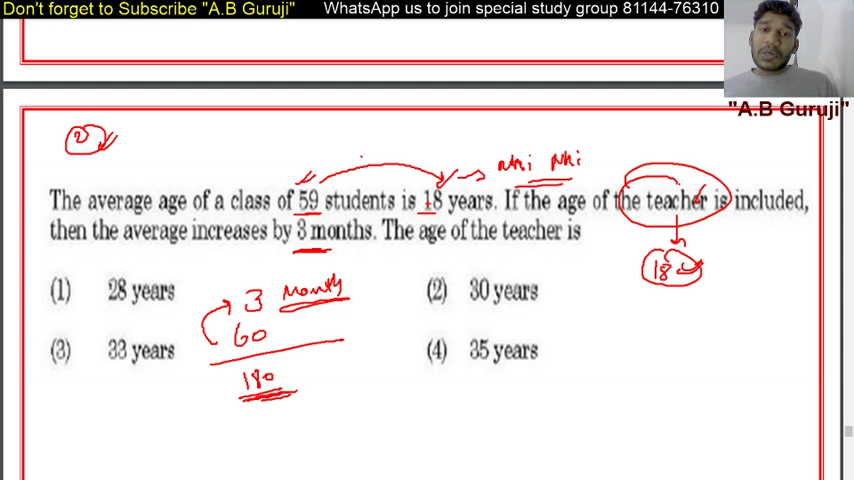 Don't forget to Subscribe "A.B Guruji"
WhatsApp us to join special study group 81144-76310
"A.B Guruji"
2
Nhi Nhi
The average age of a class of 59 students is 18 years. If the age of the teacher is included,
then the average increases by 3 months. The age of the teacher is
18
(1) 28 years
(2) 30 years
3 Month
60
(3) 33 years
(4) 35 years
180